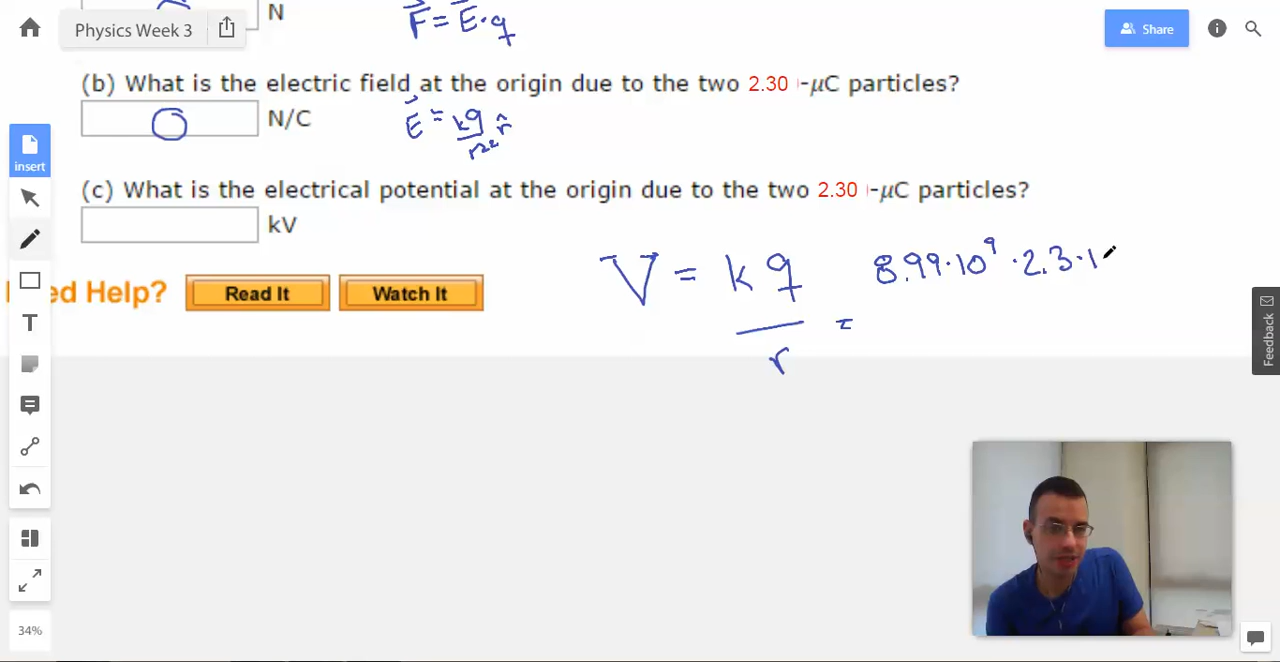 Physics Week 3
N
F = E · q
Share
(b) What is the electric field at the origin due to the two 2.30 -μC particles?
N/C
0
E = kq/r² r̂
insert
(c) What is the electrical potential at the origin due to the two 2.30 -μC particles?
kV
V = k q / r = 8.99 · 10⁹ · 2.3 · 1
ed Help? Read It Watch It
T
Feedback
34%